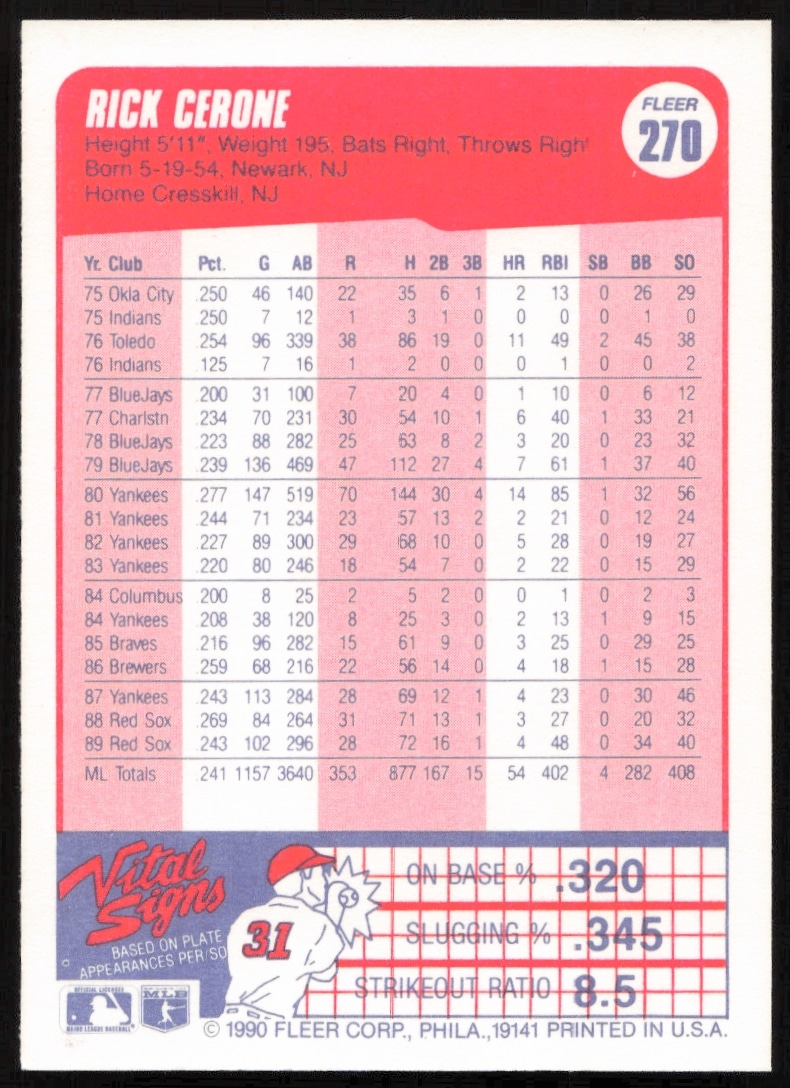 RICK CERONE
FLEER
270
Height 5'11", Weight 195, Bats Right, Throws Right
Born 5-19-54, Newark, NJ
Home Cresskill, NJ
Yr. Club Pct. G AB R H 2B 3B HR RBI SB BB SO
75 Okla City .250 46 140 22 35 6 1 2 13 0 26 29
75 Indians .250 7 12 1 3 1 0 0 0 0 1 0
76 Toledo .254 96 339 38 86 19 0 11 49 2 45 38
76 Indians .125 7 16 1 2 0 0 0 1 0 0 2
77 BlueJays .200 31 100 7 20 4 0 1 10 0 6 12
77 Charlstn .234 70 231 30 54 10 1 6 40 1 33 21
78 BlueJays .223 88 282 25 63 8 2 3 20 0 23 32
79 BlueJays .239 136 469 47 112 27 4 7 61 1 37 40
80 Yankees .277 147 519 70 144 30 4 14 85 1 32 56
81 Yankees .244 71 234 23 57 13 2 2 21 0 12 24
82 Yankees .227 89 300 29 68 10 0 5 28 0 19 27
83 Yankees .220 80 246 18 54 7 0 2 22 0 15 29
84 Columbus .200 8 25 2 5 2 0 0 1 0 2 3
84 Yankees .208 38 120 8 25 3 0 2 13 1 9 15
85 Braves .216 96 282 15 61 9 0 3 25 0 29 25
86 Brewers .259 68 216 22 56 14 0 4 18 1 15 28
87 Yankees .243 113 284 28 69 12 1 4 23 0 30 46
88 Red Sox .269 84 264 31 71 13 1 3 27 0 20 32
89 Red Sox .243 102 296 28 72 16 1 4 48 0 34 40
ML Totals .241 1157 3640 353 877 167 15 54 402 4 282 408
Vital
Signs
BASED ON PLATE
APPEARANCES PER/SO
31
ON BASE % .320
SLUGGING % .345
STRIKEOUT RATIO 8.5
OFFICIAL LICENSEE
MAJOR LEAGUE BASEBALL
MLB
© 1990 FLEER CORP., PHILA.,19141 PRINTED IN U.S.A.